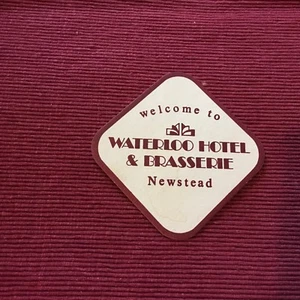 welcome to
WATERLOO HOTEL
& BRASSERIE
Newstead